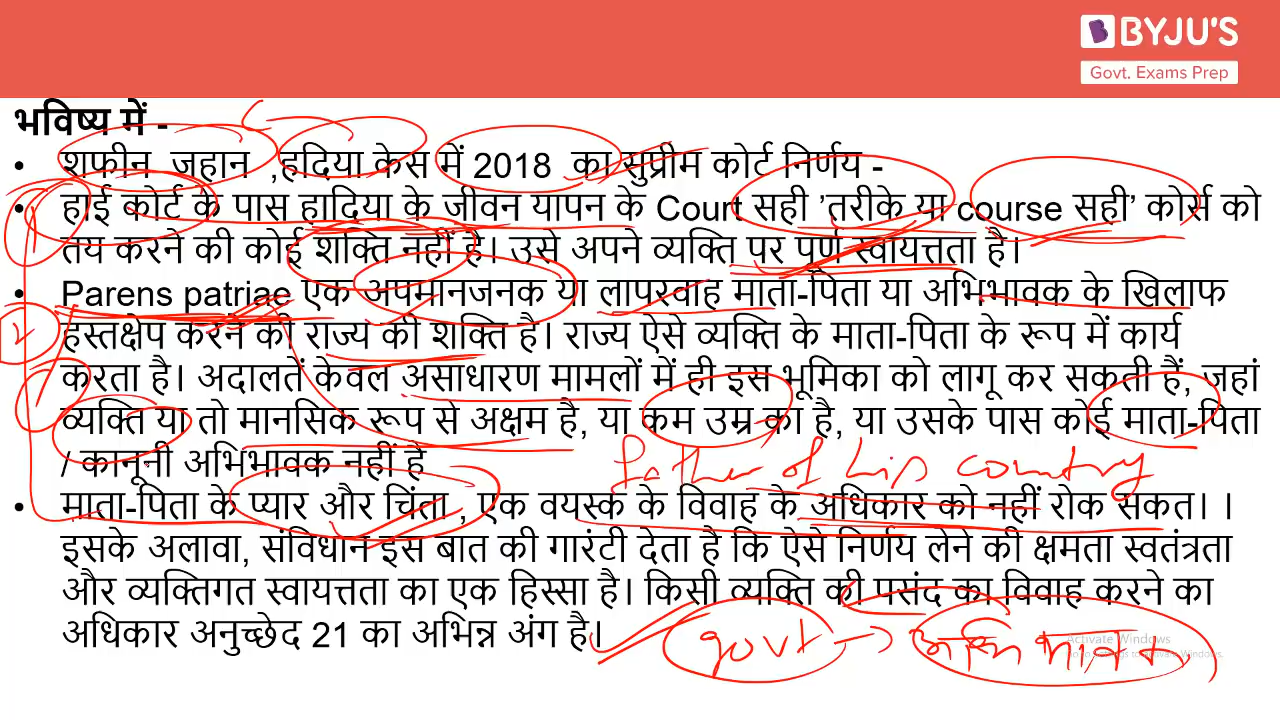 BYJU'S
Govt. Exams Prep
भविष्य में -
• शफीन जहान ,हदिया केस में 2018 का सुप्रीम कोर्ट निर्णय -
• हाई कोर्ट के पास हादिया के जीवन यापन के Court सही 'तरीके या course सही' कोर्स को
तय करने की कोई शक्ति नहीं है। उसे अपने व्यक्ति पर पूर्ण स्वायत्तता है।
• Parens patriae एक अपमानजनक या लापरवाह माता-पिता या अभिभावक के खिलाफ
हस्तक्षेप करने की राज्य की शक्ति है। राज्य ऐसे व्यक्ति के माता-पिता के रूप में कार्य
करता है। अदालतें केवल असाधारण मामलों में ही इस भूमिका को लागू कर सकती हैं, जहां
व्यक्ति या तो मानसिक रूप से अक्षम है, या कम उम्र का है, या उसके पास कोई माता-पिता
/ कानूनी अभिभावक नहीं है
father of his country
• माता-पिता के प्यार और चिंता , एक वयस्क के विवाह के अधिकार को नहीं रोक सकत। ।
इसके अलावा, संविधान इस बात की गारंटी देता है कि ऐसे निर्णय लेने की क्षमता स्वतंत्रता
और व्यक्तिगत स्वायत्तता का एक हिस्सा है। किसी व्यक्ति की पसंद का विवाह करने का
अधिकार अनुच्छेद 21 का अभिन्न अंग है।
govt →
Activate Windows